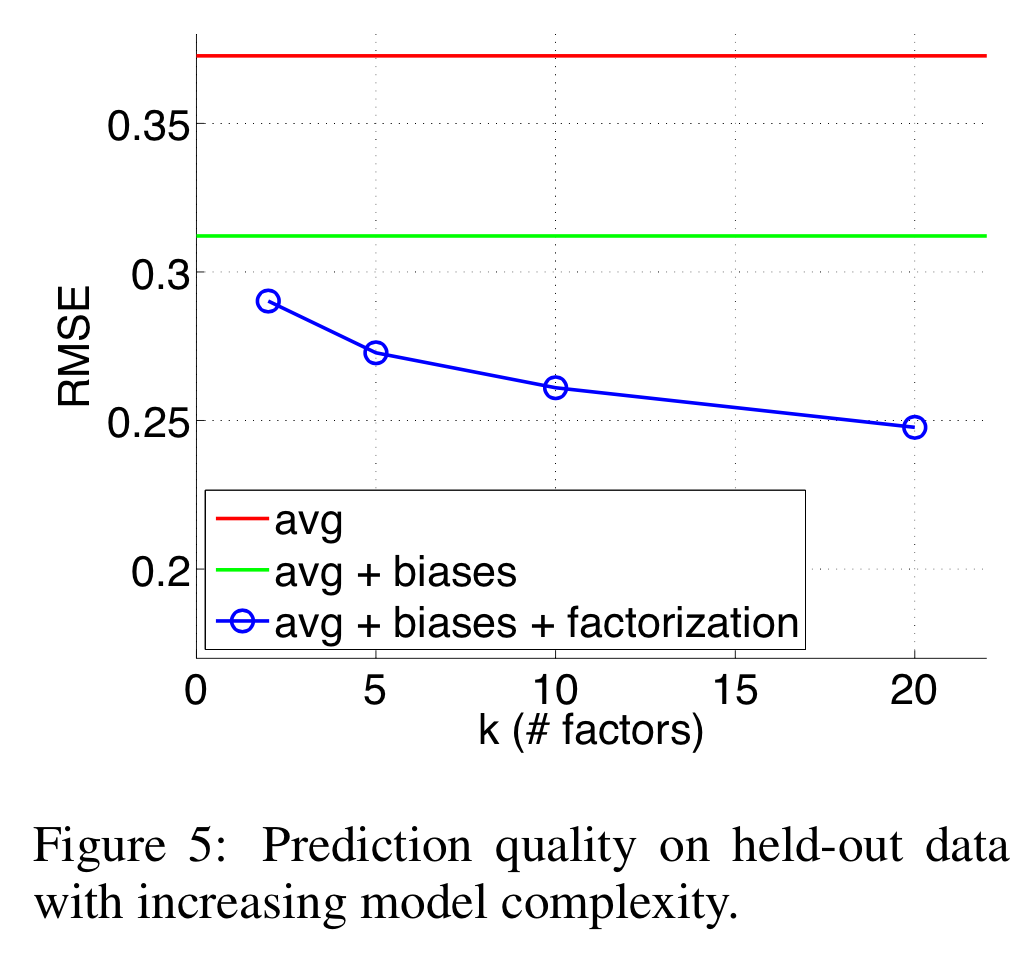 0.35
0.3
0.25
0.2
RMSE
avg
avg + biases
avg + biases + factorization
0 5 10 15 20
k (# factors)
Figure 5: Prediction quality on held-out data
with increasing model complexity.